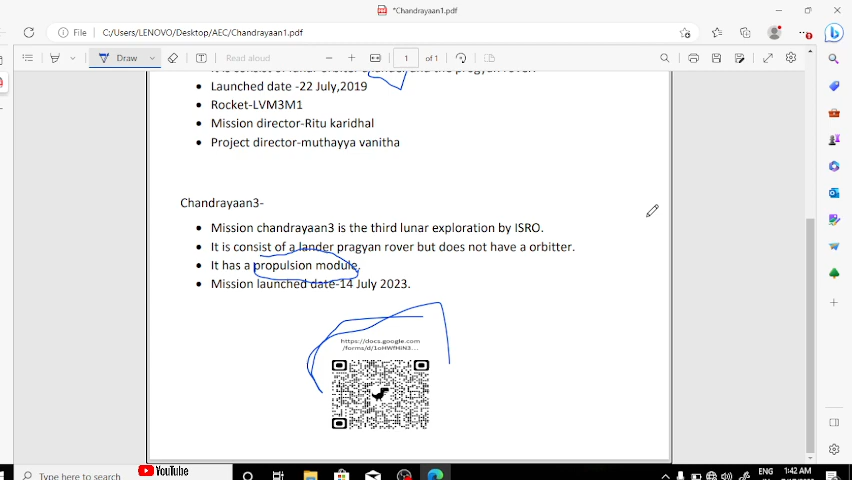 *Chandrayaan1.pdf
File C:/Users/LENOVO/Desktop/AEC/Chandrayaan1.pdf
Draw Read aloud 1 of 1
Launched date -22 July,2019
Rocket-LVM3M1
Mission director-Ritu karidhal
Project director-muthayya vanitha
Chandrayaan3-
Mission chandrayaan3 is the third lunar exploration by ISRO.
It is consist of a lander pragyan rover but does not have a orbitter.
It has a propulsion module.
Mission launched date-14 July 2023.
https://docs.google.com
Type here to search YouTube ENG 1:42 AM